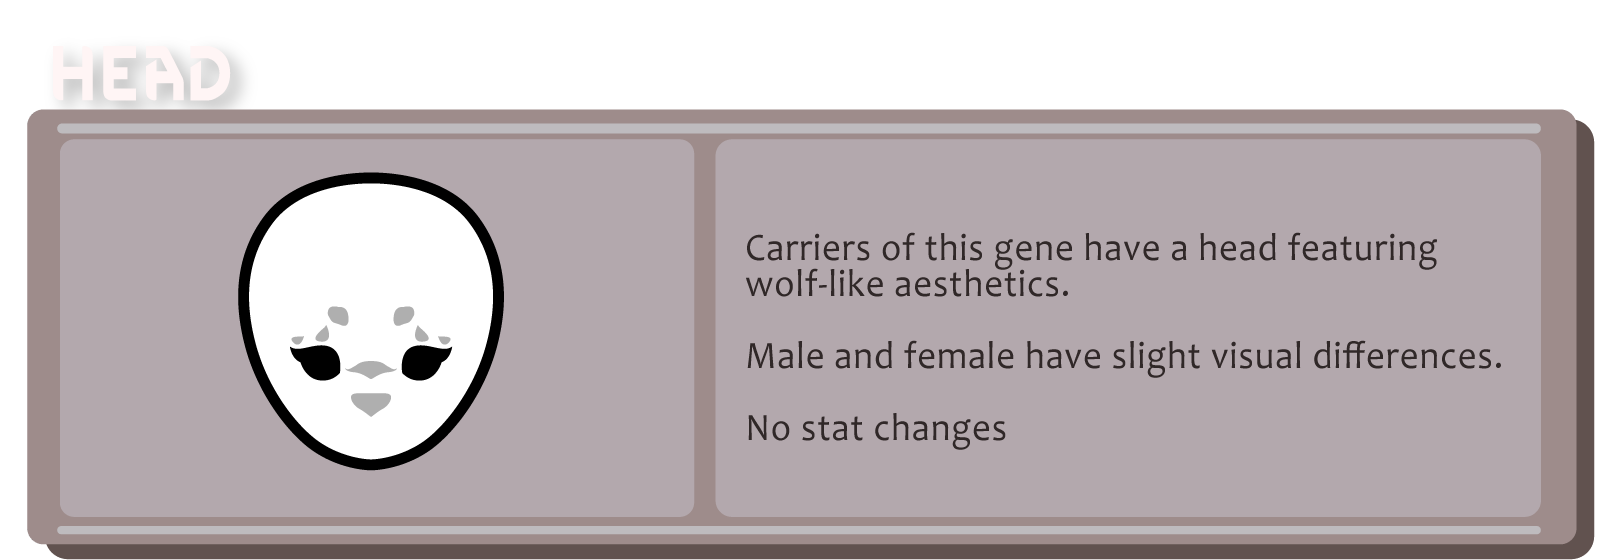 HEAD
Carriers of this gene have a head featuring
wolf-like aesthetics.
Male and female have slight visual differences.
No stat changes